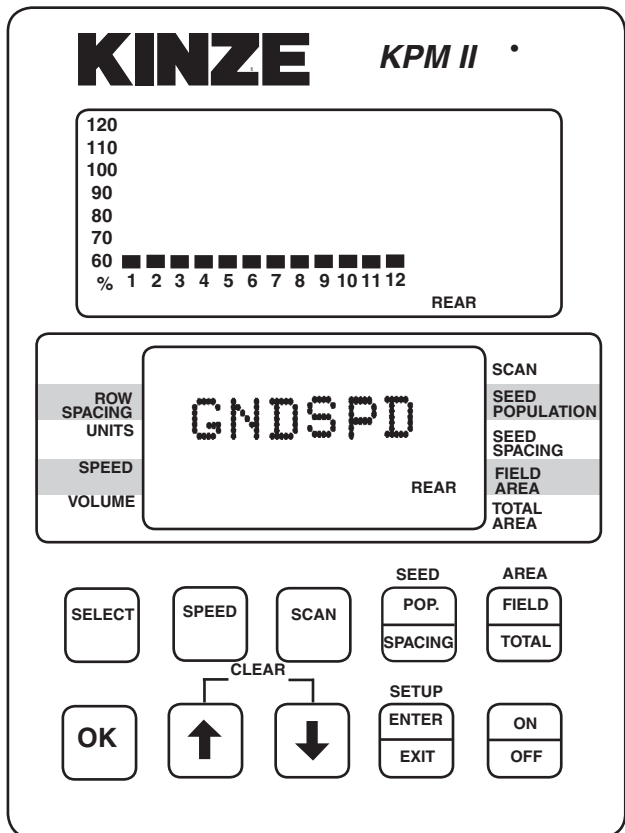 KINZE KPM II
120
110
100
90
80
70
60
% 1 2 3 4 5 6 7 8 9 10 11 12
REAR
ROW
SPACING
UNITS
SPEED
VOLUME
GNDSPD
REAR
SCAN
SEED
POPULATION
SEED
SPACING
FIELD
AREA
TOTAL
AREA
SEED AREA
SELECT SPEED SCAN POP. FIELD
SPACING TOTAL
CLEAR
SETUP
OK ENTER ON
EXIT OFF